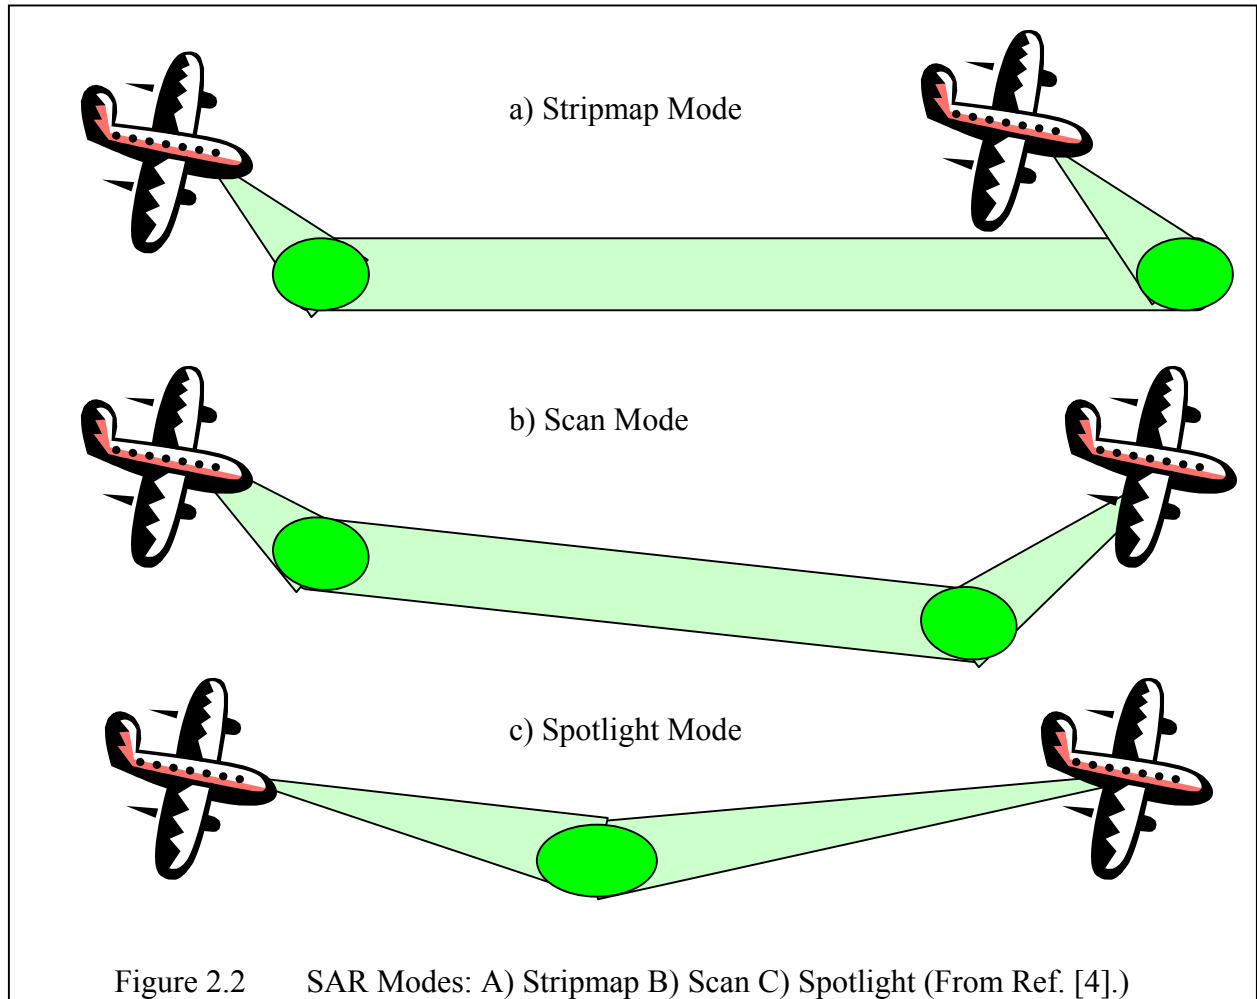 a) Stripmap Mode
b) Scan Mode
c) Spotlight Mode
Figure 2.2 SAR Modes: A) Stripmap B) Scan C) Spotlight (From Ref. [4].)